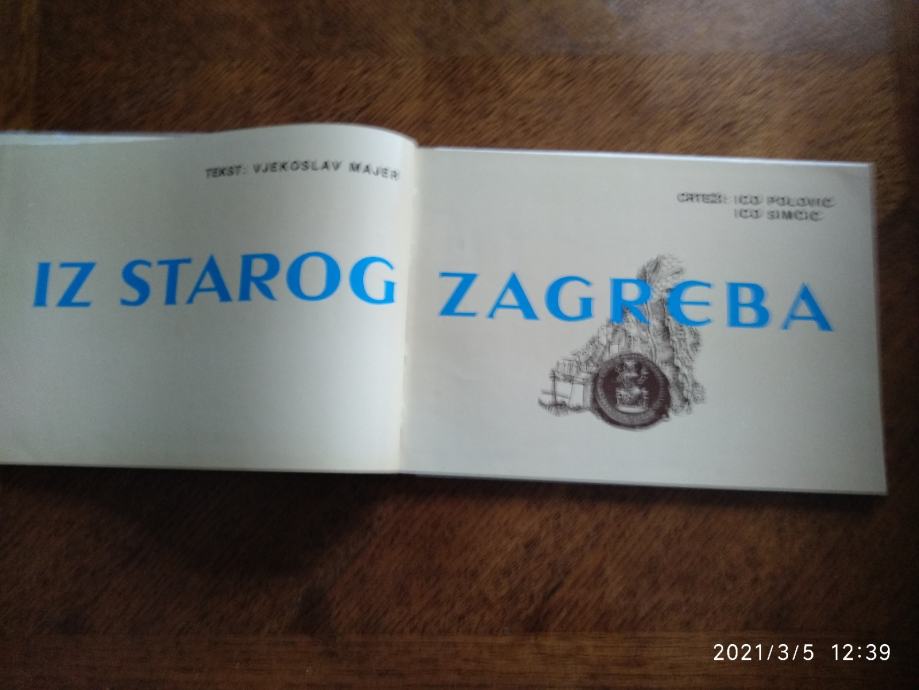 TEKST: VJEKOSLAV MAJER
CRTEŽI: ICO POLOVIĆ
ICO SIMČIĆ
IZ STAROG ZAGREBA
2021/3/5 12:39